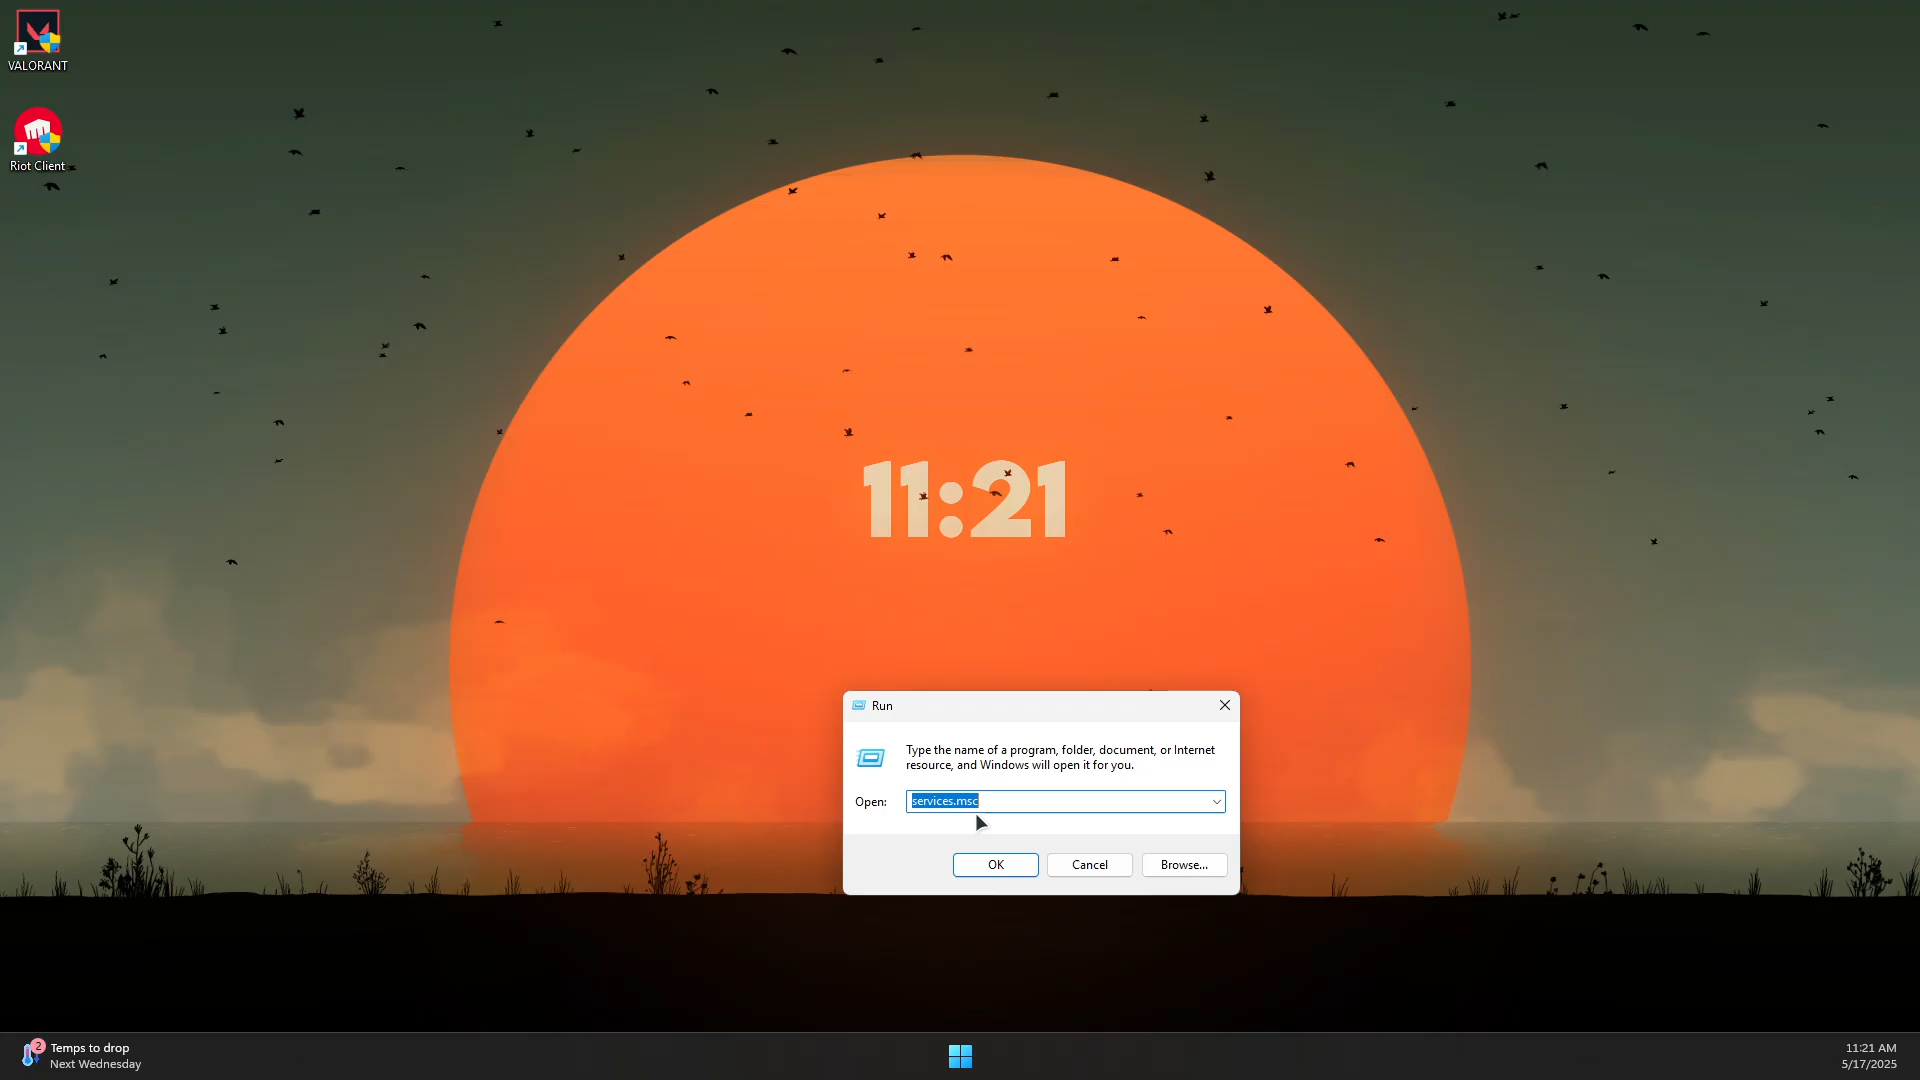 VALORANT
Riot Client
11:21
Run
Type the name of a program, folder, document, or Internet
resource, and Windows will open it for you.
Open:
services.msc
OK
Cancel
Browse...
2
Temps to drop
Next Wednesday
11:21 AM
5/17/2025